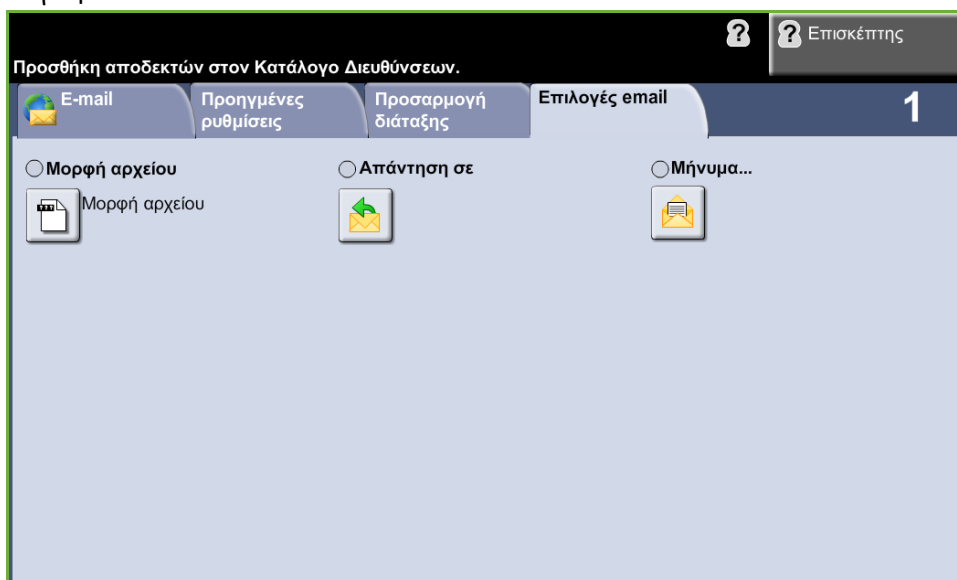 Επισκέπτης
Προσθήκη αποδεκτών στον Κατάλογο Διευθύνσεων.
E-mail
Προηγμένες
ρυθμίσεις
Προσαρμογή
διάταξης
Επιλογές email
1
Μορφή αρχείου
Απάντηση σε
Μήνυμα...
Μορφή αρχείου